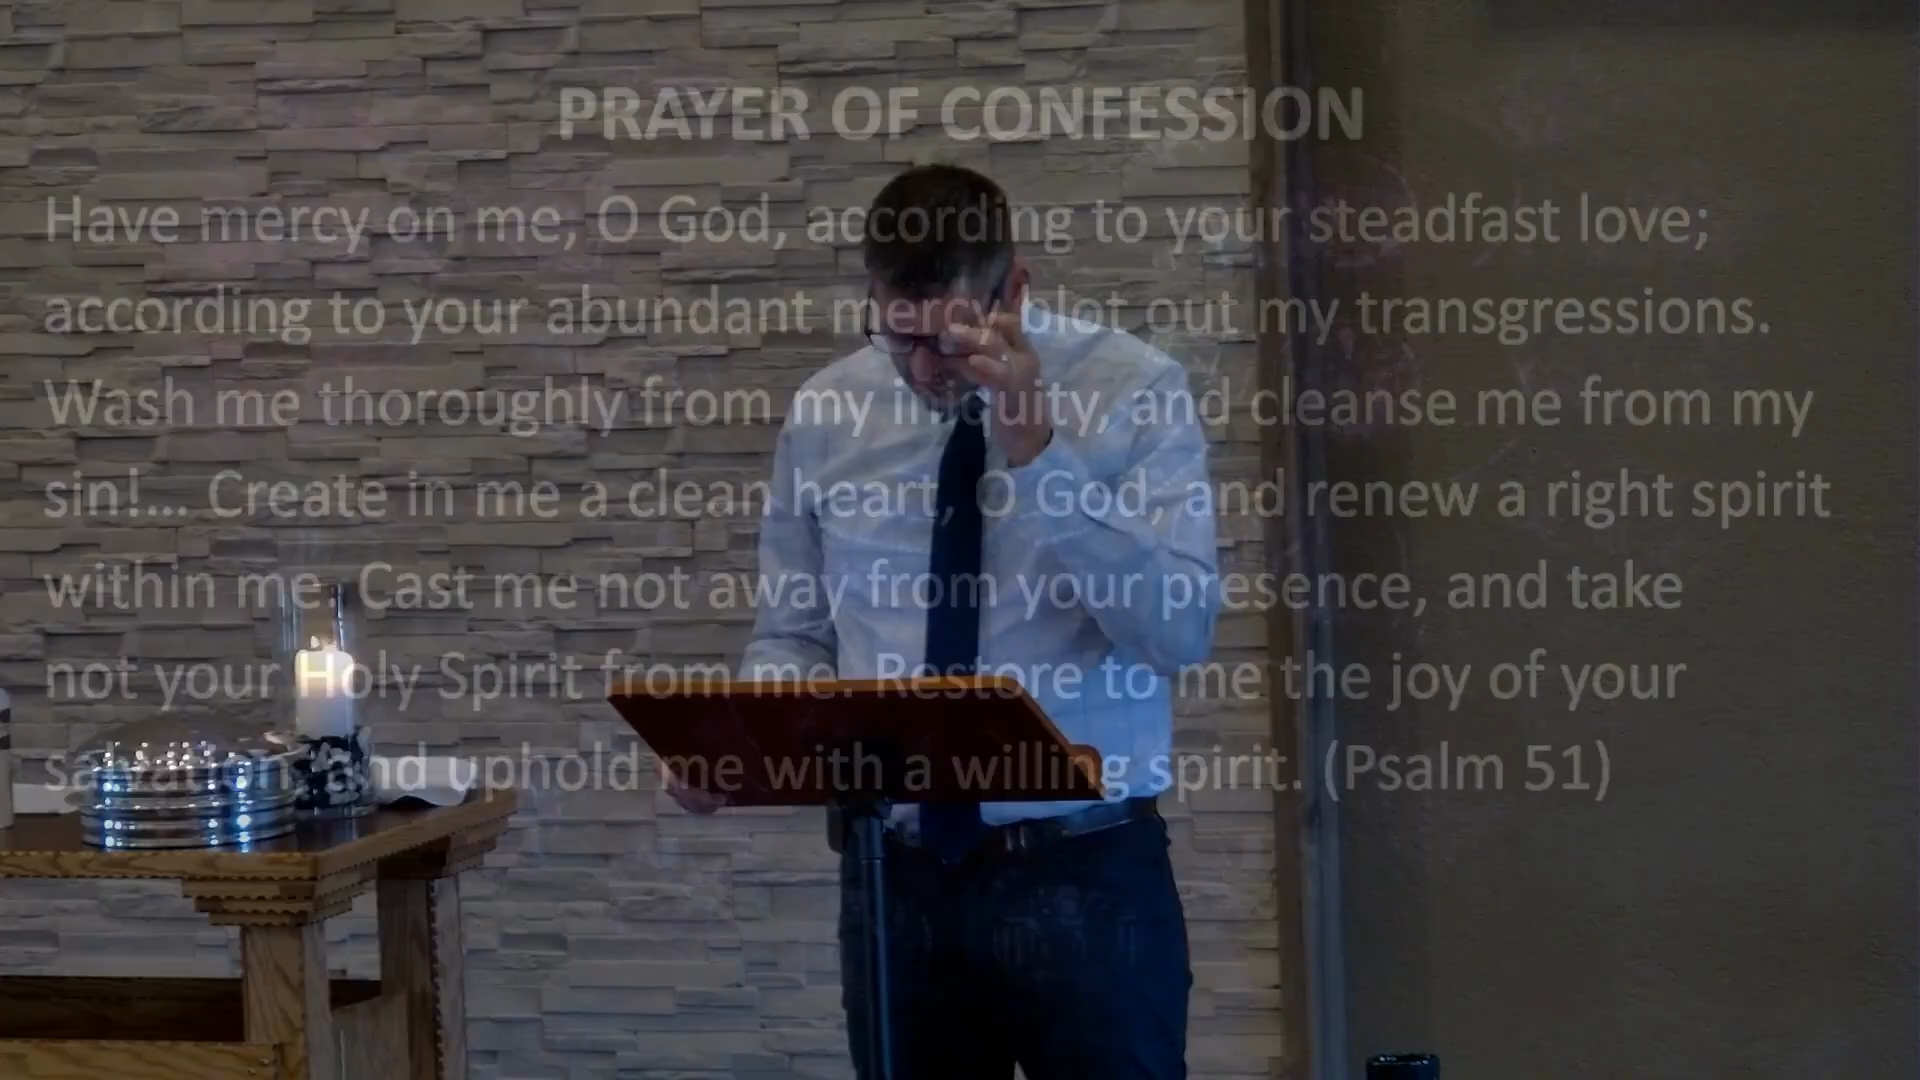 PRAYER OF CONFESSION
Have mercy on me, O God, according to your steadfast love;
according to your abundant mercy blot out my transgressions.
Wash me thoroughly from my iniquity, and cleanse me from my
sin!... Create in me a clean heart, O God, and renew a right spirit
within me. Cast me not away from your presence, and take
not your Holy Spirit from me. Restore to me the joy of your
salvation, and uphold me with a willing spirit. (Psalm 51)